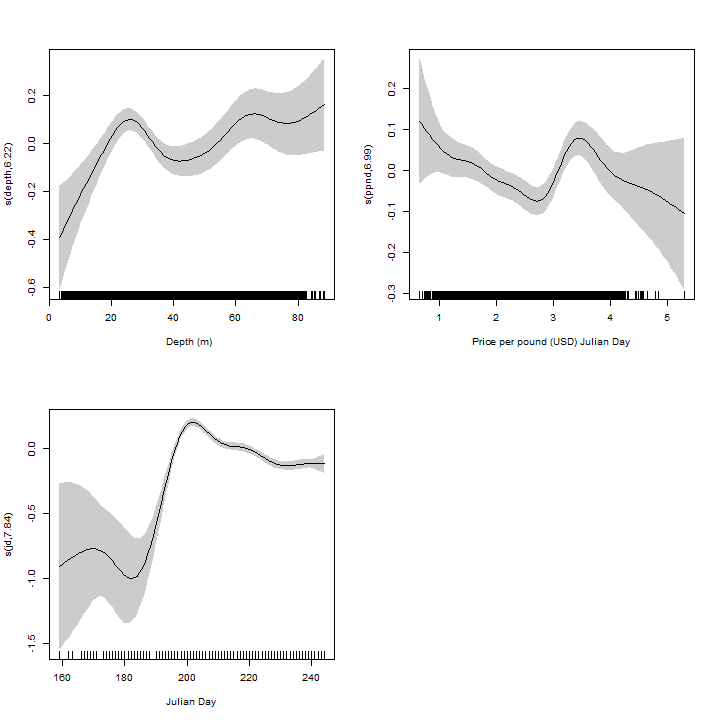 s(depth,6.22)
0.2
0.0
-0.2
-0.4
-0.6
0 20 40 60 80
Depth (m)
s(ppnd,6.99)
0.2
0.1
0.0
-0.1
-0.2
-0.3
1 2 3 4 5
Price per pound (USD) Julian Day
s(jd,7.84)
0.0
-0.5
-1.0
-1.5
160 180 200 220 240
Julian Day